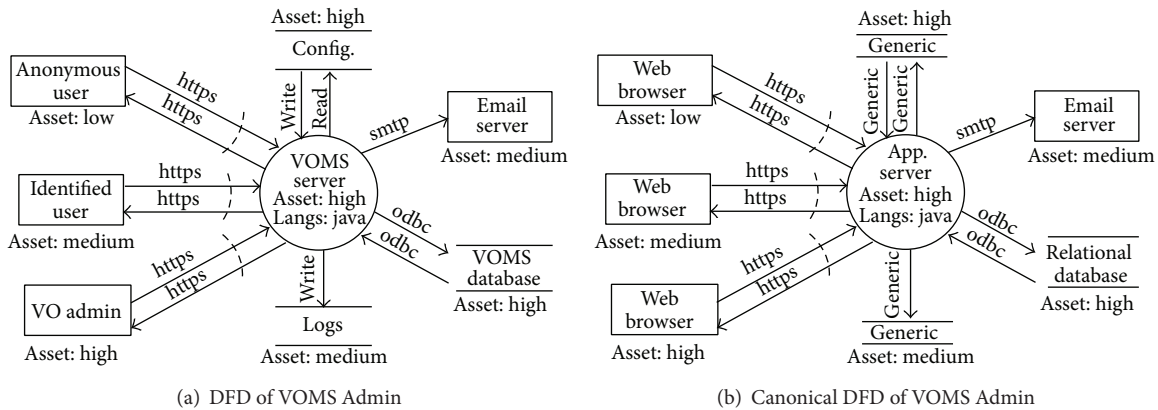 Asset: high
Config.
Anonymous
user
Asset: low
https
https
Write
Read
smtp
Email
server
Asset: medium
Identified
user
Asset: medium
https
https
VOMS
server
Asset: high
Langs: java
odbc
odbc
VOMS
database
Asset: high
https
https
VO admin
Asset: high
Write
Logs
Asset: medium
(a) DFD of VOMS Admin
Asset: high
Generic
Web
browser
Asset: low
https
https
Generic
Generic
smtp
Email
server
Asset: medium
Web
browser
Asset: medium
https
https
App.
server
Asset: high
Langs: java
odbc
odbc
Relational
database
Asset: high
https
https
Web
browser
Asset: high
Generic
Generic
Asset: medium
(b) Canonical DFD of VOMS Admin